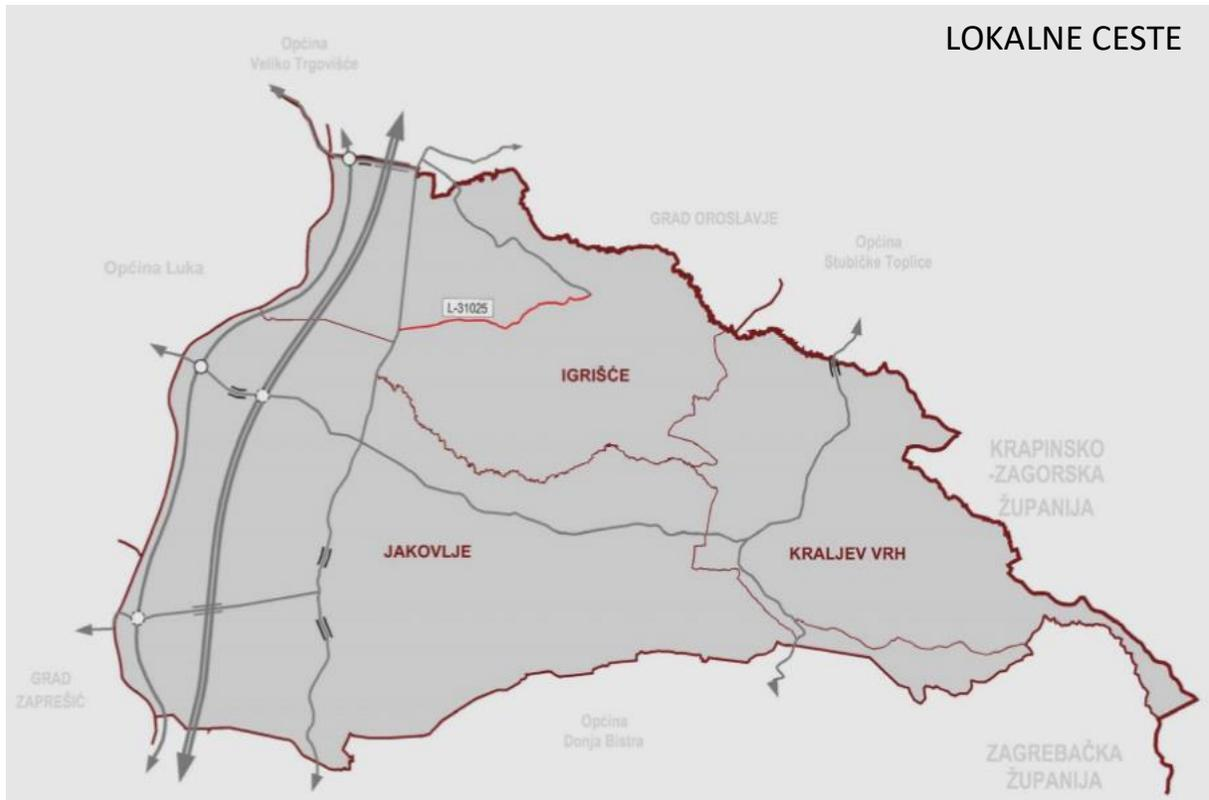 LOKALNE CESTE
Općina
Veliko Trgovišće
GRAD OROSLAVJE
Općina
Stubičke Toplice
Općina Luka
L-31025
IGRIŠĆE
KRAPINSKO
-ZAGORSKA
ŽUPANIJA
JAKOVLJE
KRALJEV VRH
GRAD
ZAPREŠIĆ
Općina
Donja Bistra
ZAGREBAČKA
ŽUPANIJA